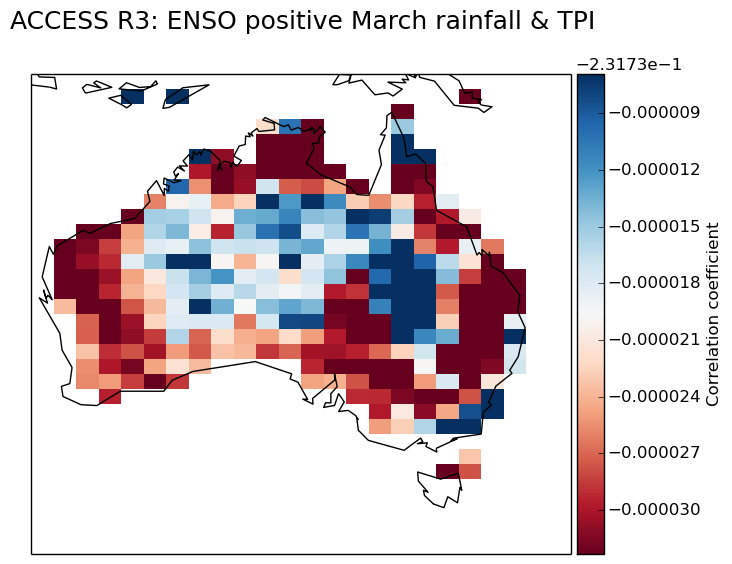 ACCESS R3: ENSO positive March rainfall & TPI
−2.3173e−1
−0.000009
−0.000012
−0.000015
−0.000018
−0.000021
−0.000024
−0.000027
−0.000030
Correlation coefficient